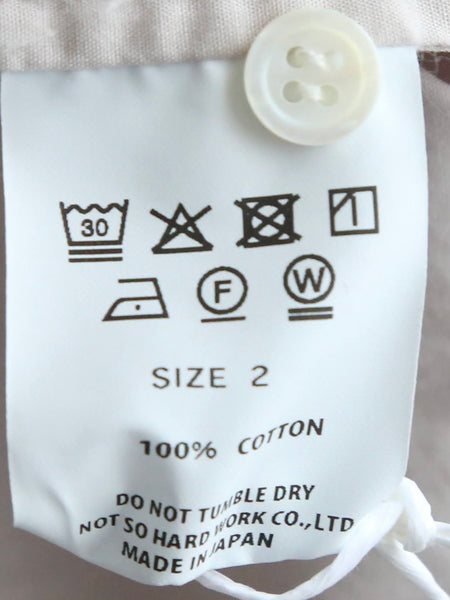 30
F W
SIZE 2
100% COTTON
DO NOT TUMBLE DRY
NOT SO HARD WORK CO.,LTD
MADE IN JAPAN